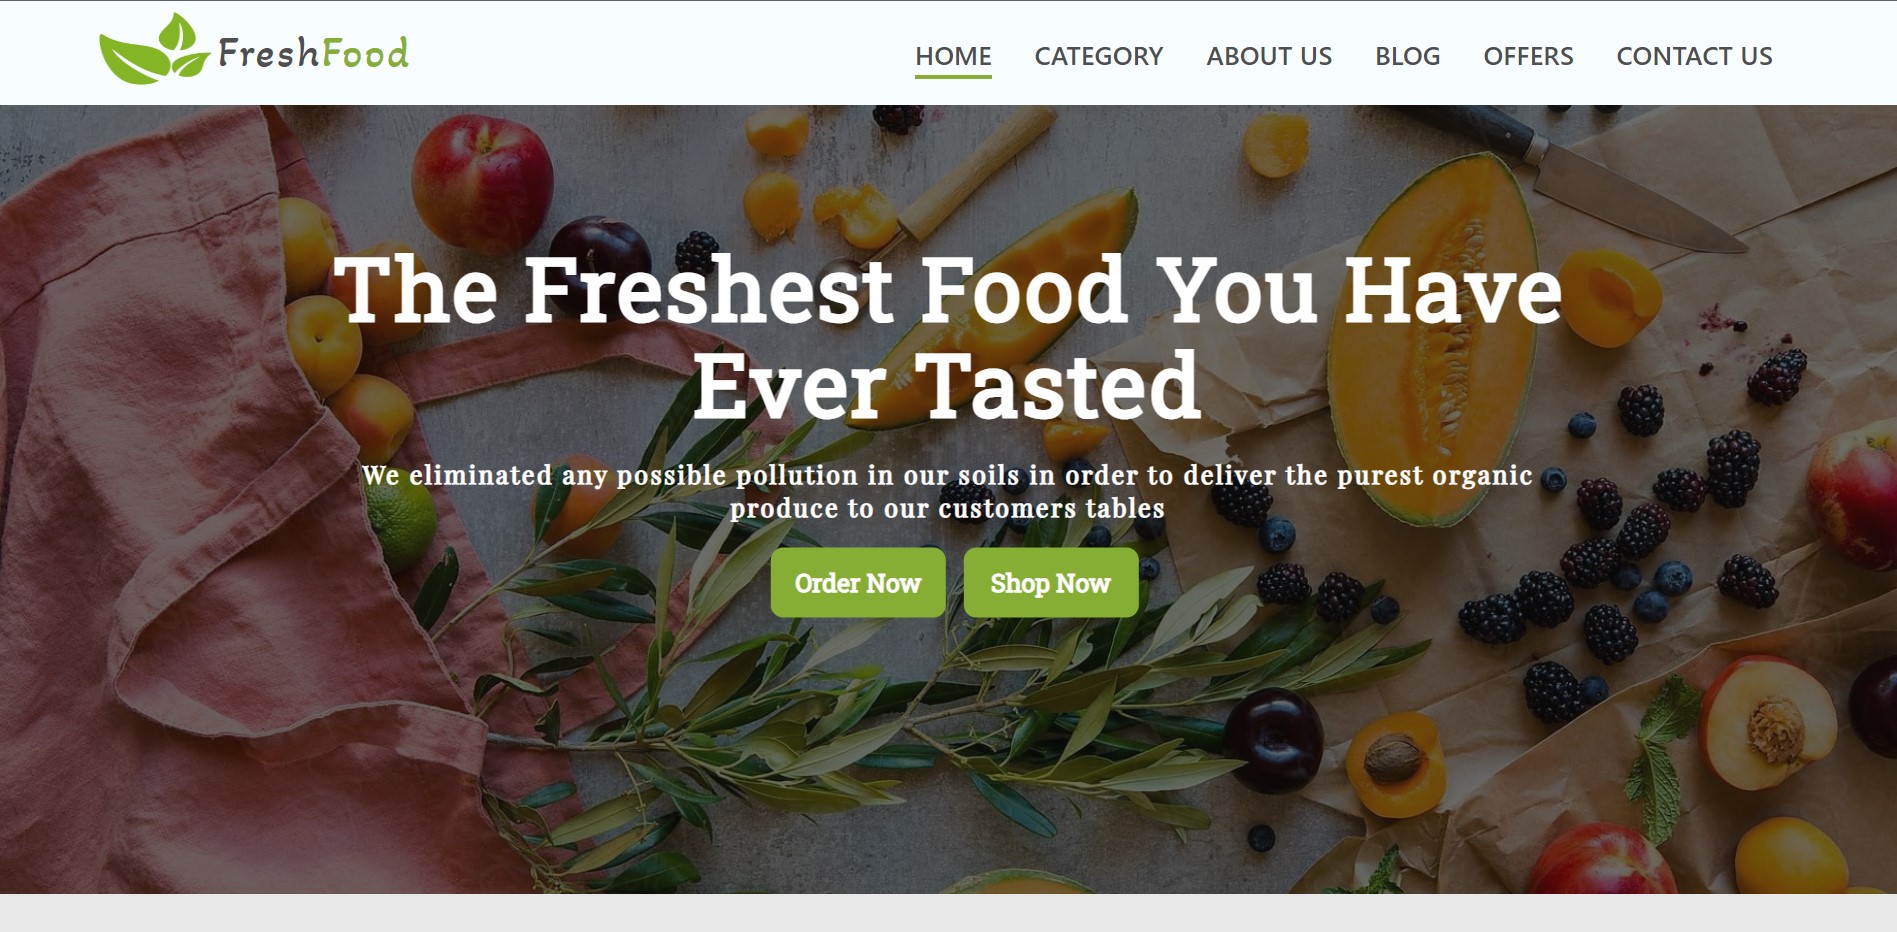 FreshFood
HOME CATEGORY ABOUT US BLOG OFFERS CONTACT US
The Freshest Food You Have
Ever Tasted
We eliminated any possible pollution in our soils in order to deliver the purest organic
produce to our customers tables
Order Now Shop Now